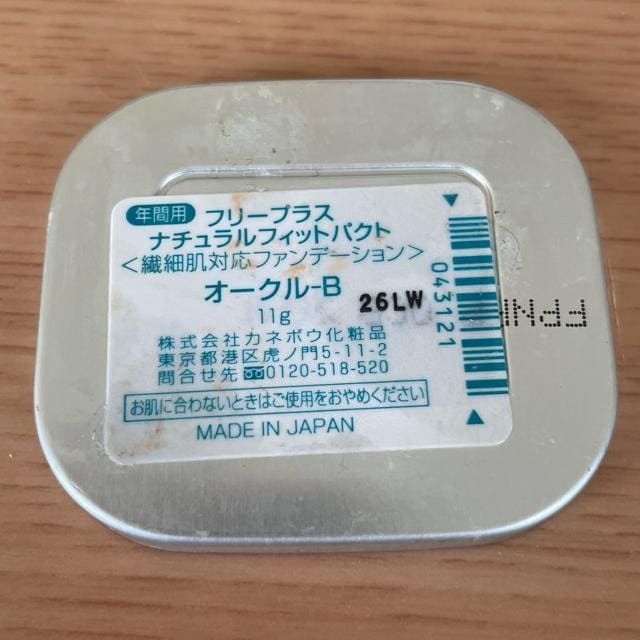 年間用 フリープラス
ナチュラルフィットパクト
＜繊細肌対応ファンデーション＞
オークル-B
26LW
11g
株式会社カネボウ化粧品
東京都港区虎ノ門5-11-2
問合せ先 0120-518-520
お肌に合わないときはご使用をおやめください
MADE IN JAPAN
043121